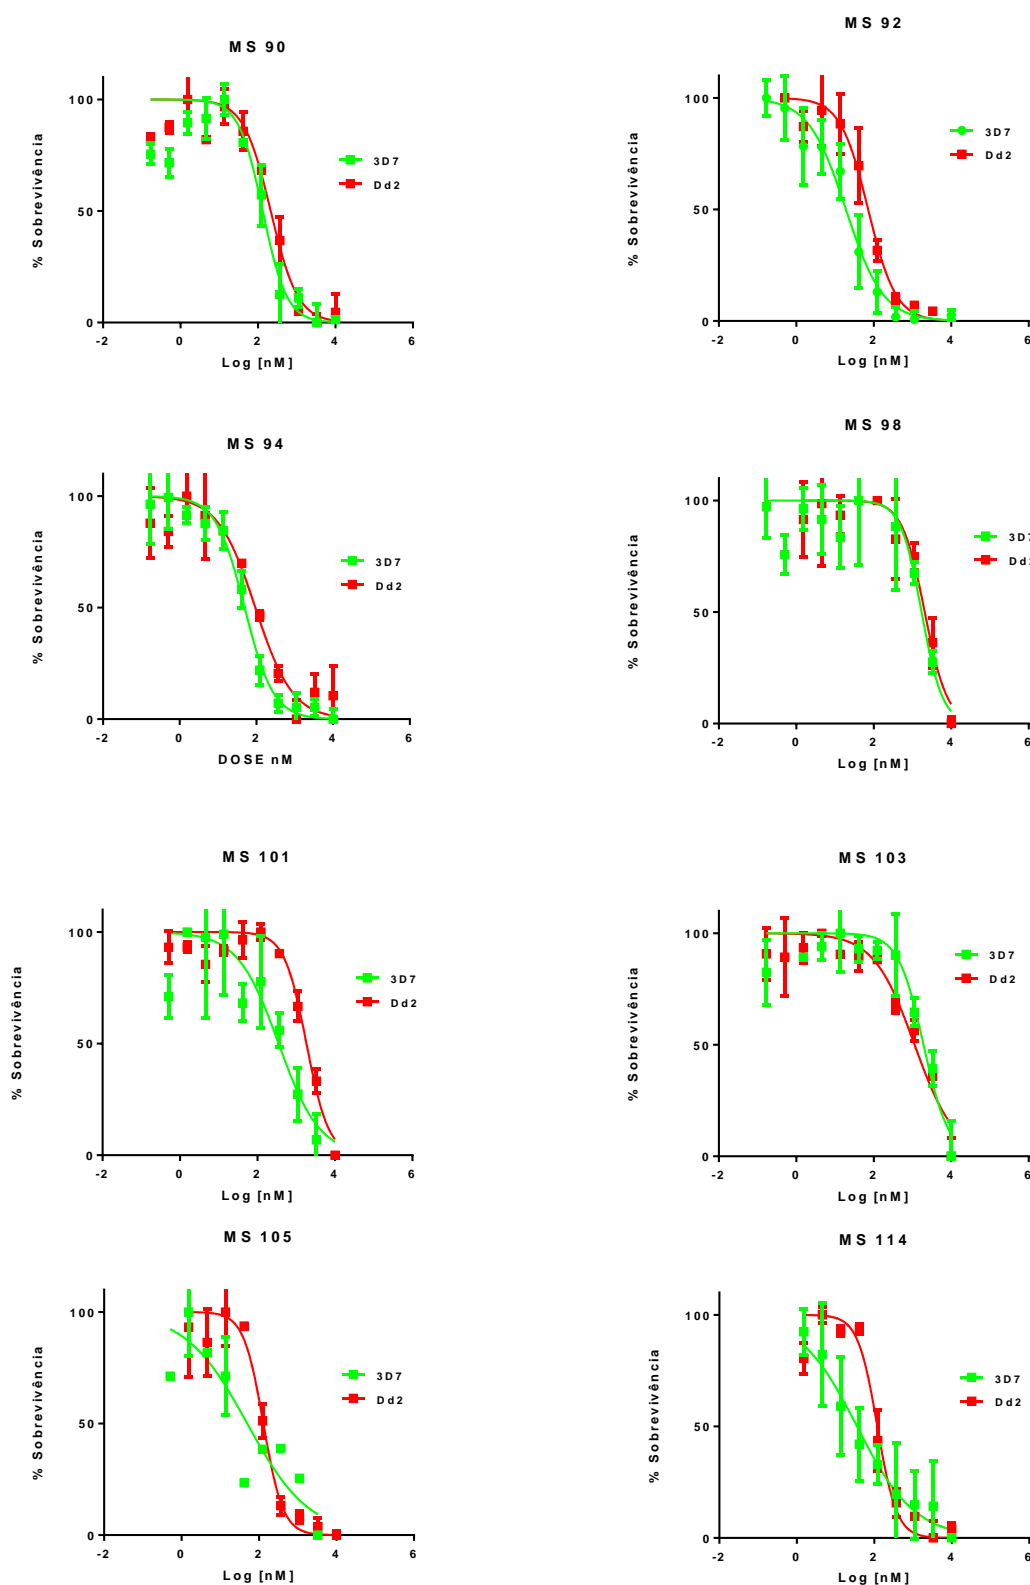 MS 90
% Sobrevivência
100
50
0
-2 0 2 4 6
Log [nM]
3D7
Dd2
MS 92
% Sobrevivência
100
50
0
-2 0 2 4 6
Log [nM]
3D7
Dd2
MS 94
% Sobrevivência
100
50
0
-2 0 2 4 6
DOSE nM
3D7
Dd2
MS 98
% Sobrevivência
100
50
0
-2 0 2 4 6
Log [nM]
3D7
Dd2
MS 101
% Sobrevivência
100
50
0
-2 0 2 4 6
Log [nM]
3D7
Dd2
MS 103
% Sobrevivência
100
50
0
-2 0 2 4 6
Log [nM]
3D7
Dd2
MS 105
% Sobrevivência
100
50
0
-2 0 2 4 6
Log [nM]
3D7
Dd2
MS 114
% Sobrevivência
100
50
0
-2 0 2 4 6
Log [nM]
3D7
Dd2